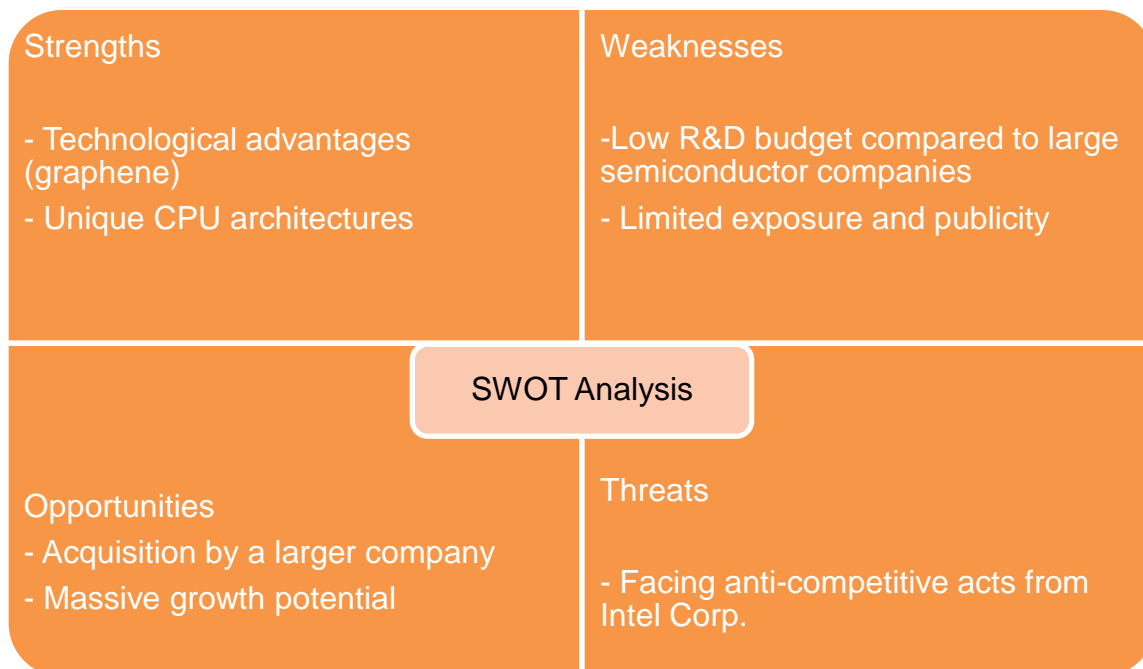 Strengths
- Technological advantages
(graphene)
- Unique CPU architectures
Weaknesses
-Low R&D budget compared to large
semiconductor companies
- Limited exposure and publicity
SWOT Analysis
Opportunities
- Acquisition by a larger company
- Massive growth potential
Threats
- Facing anti-competitive acts from
Intel Corp.